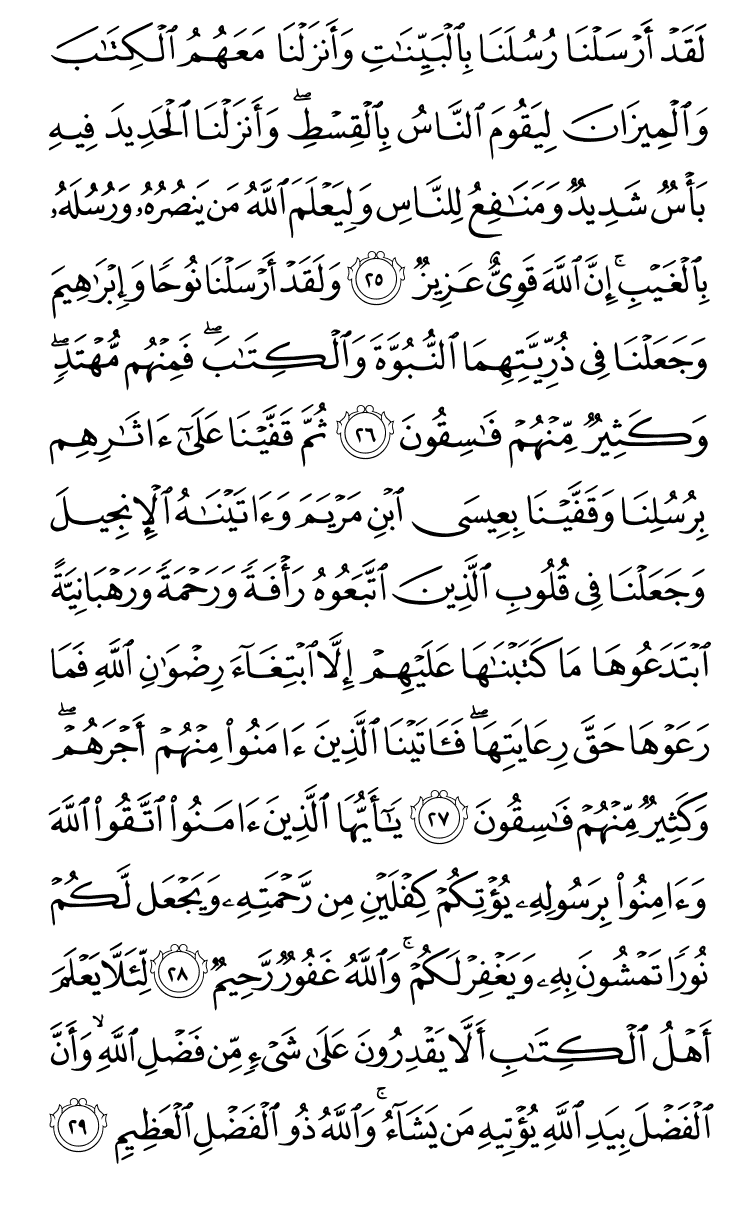 لَقَدۡ أَرۡسَلۡنَا رُسُلَنَا بِٱلۡبَيِّنَٰتِ وَأَنزَلۡنَا مَعَهُمُ ٱلۡكِتَٰبَ
وَٱلۡمِيزَانَ لِيَقُومَ ٱلنَّاسُ بِٱلۡقِسۡطِۖ وَأَنزَلۡنَا ٱلۡحَدِيدَ فِيهِ
بَأۡسٞ شَدِيدٞ وَمَنَٰفِعُ لِلنَّاسِ وَلِيَعۡلَمَ ٱللَّهُ مَن يَنصُرُهُۥ وَرُسُلَهُۥ
بِٱلۡغَيۡبِۚ إِنَّ ٱللَّهَ قَوِيٌّ عَزِيزٞ ٢٥ وَلَقَدۡ أَرۡسَلۡنَا نُوحٗا وَإِبۡرَٰهِيمَ
وَجَعَلۡنَا فِي ذُرِّيَّتِهِمَا ٱلنُّبُوَّةَ وَٱلۡكِتَٰبَۖ فَمِنۡهُم مُّهۡتَدٖۖ
وَكَثِيرٞ مِّنۡهُمۡ فَٰسِقُونَ ٢٦ ثُمَّ قَفَّيۡنَا عَلَىٰٓ ءَاثَٰرِهِم
بِرُسُلِنَا وَقَفَّيۡنَا بِعِيسَى ٱبۡنِ مَرۡيَمَ وَءَاتَيۡنَٰهُ ٱلۡإِنجِيلَ
وَجَعَلۡنَا فِي قُلُوبِ ٱلَّذِينَ ٱتَّبَعُوهُ رَأۡفَةٗ وَرَحۡمَةٗۚ وَرَهۡبَانِيَّةً
ٱبۡتَدَعُوهَا مَا كَتَبۡنَٰهَا عَلَيۡهِمۡ إِلَّا ٱبۡتِغَآءَ رِضۡوَٰنِ ٱللَّهِ فَمَا
رَعَوۡهَا حَقَّ رِعَايَتِهَاۖ فَـَٔاتَيۡنَا ٱلَّذِينَ ءَامَنُواْ مِنۡهُمۡ أَجۡرَهُمۡۖ
وَكَثِيرٞ مِّنۡهُمۡ فَٰسِقُونَ ٢٧ يَٰٓأَيُّهَا ٱلَّذِينَ ءَامَنُواْ ٱتَّقُواْ ٱللَّهَ
وَءَامِنُواْ بِرَسُولِهِۦ يُؤۡتِكُمۡ كِفۡلَيۡنِ مِن رَّحۡمَتِهِۦ وَيَجۡعَل لَّكُمۡ
نُورٗا تَمۡشُونَ بِهِۦ وَيَغۡفِرۡ لَكُمۡۚ وَٱللَّهُ غَفُورٞ رَّحِيمٞ ٢٨ لِّئَلَّا يَعۡلَمَ
أَهۡلُ ٱلۡكِتَٰبِ أَلَّا يَقۡدِرُونَ عَلَىٰ شَيۡءٖ مِّن فَضۡلِ ٱللَّهِۙ وَأَنَّ
ٱلۡفَضۡلَ بِيَدِ ٱللَّهِ يُؤۡتِيهِ مَن يَشَآءُۚ وَٱللَّهُ ذُو ٱلۡفَضۡلِ ٱلۡعَظِيمِ ٢٩